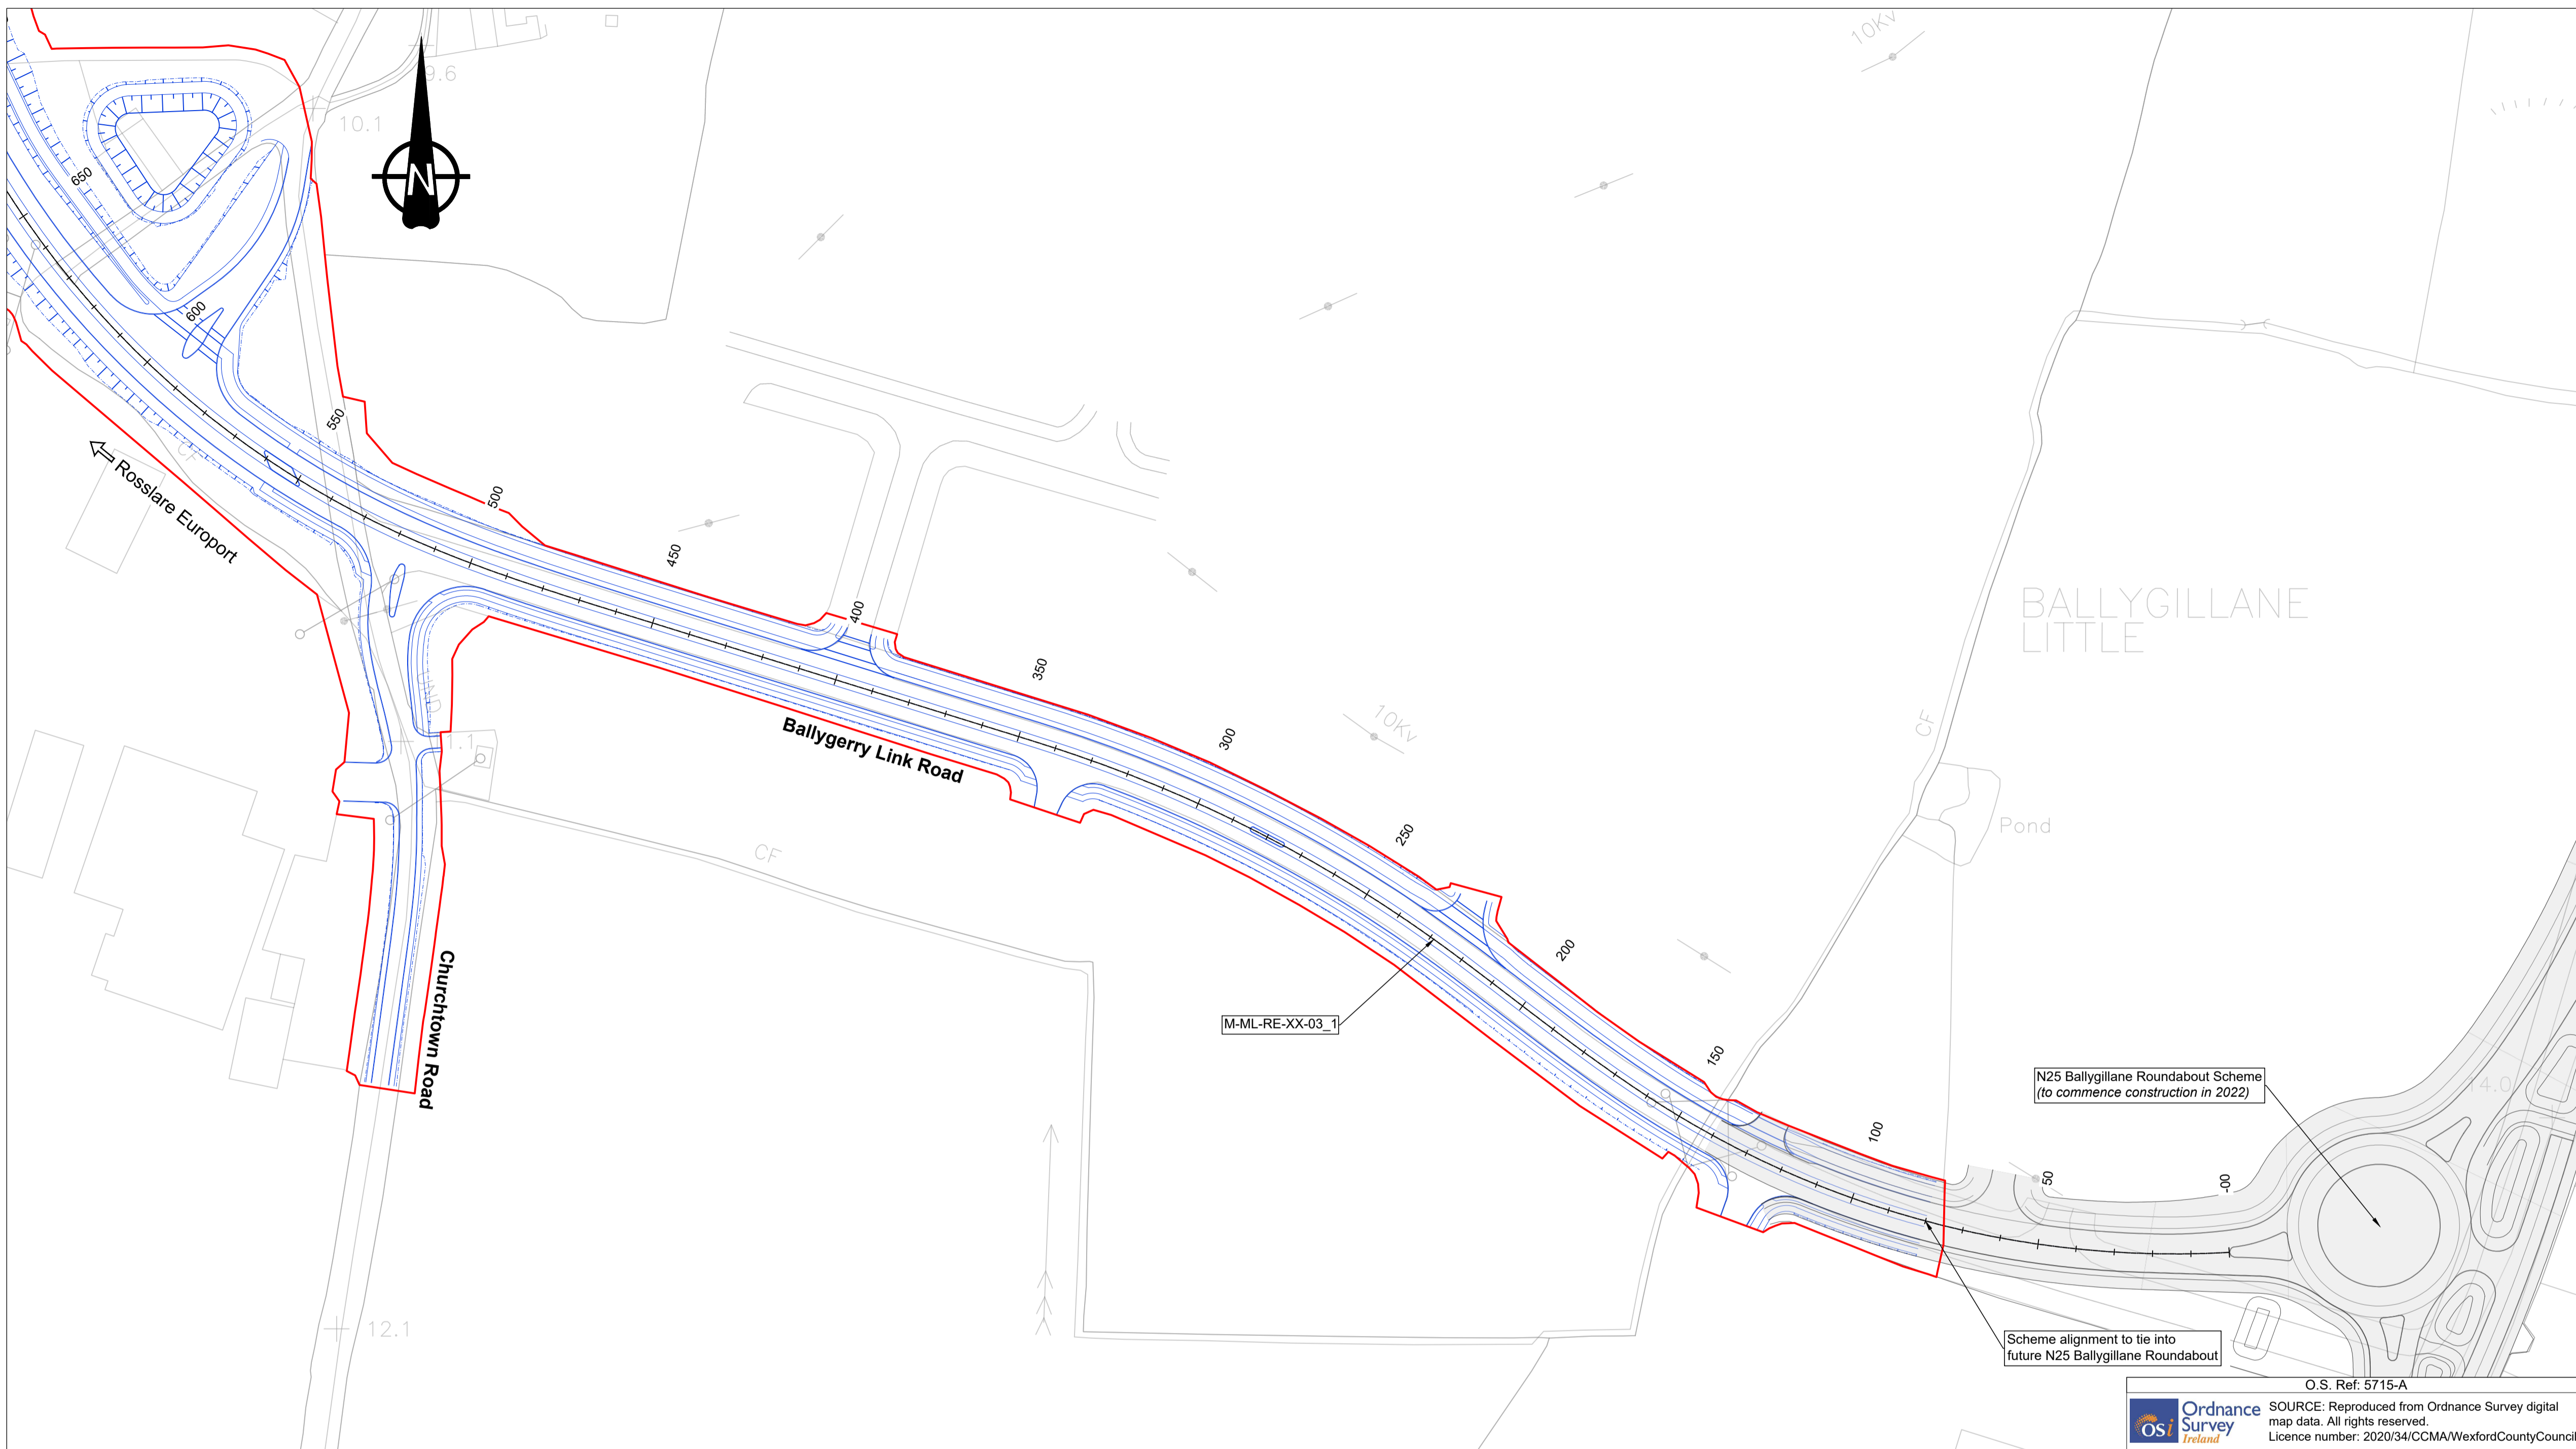 10Kv
9.6
10.1
N
650
600
550
CF
Rosslare Europort
500
450
400
350
300
250
200
150
100
50
-00
BALLYGILLANE
LITTLE
CF
10Kv
Pond
Ballygerry Link Road
1.1
CF
Churchtown Road
M-ML-RE-XX-03_1
N25 Ballygillane Roundabout Scheme
(to commence construction in 2022)
14.0
12.1
Scheme alignment to tie into
future N25 Ballygillane Roundabout
O.S. Ref: 5715-A
osi
Ordnance
Survey
Ireland
SOURCE: Reproduced from Ordnance Survey digital
map data. All rights reserved.
Licence number: 2020/34/CCMA/WexfordCountyCouncil